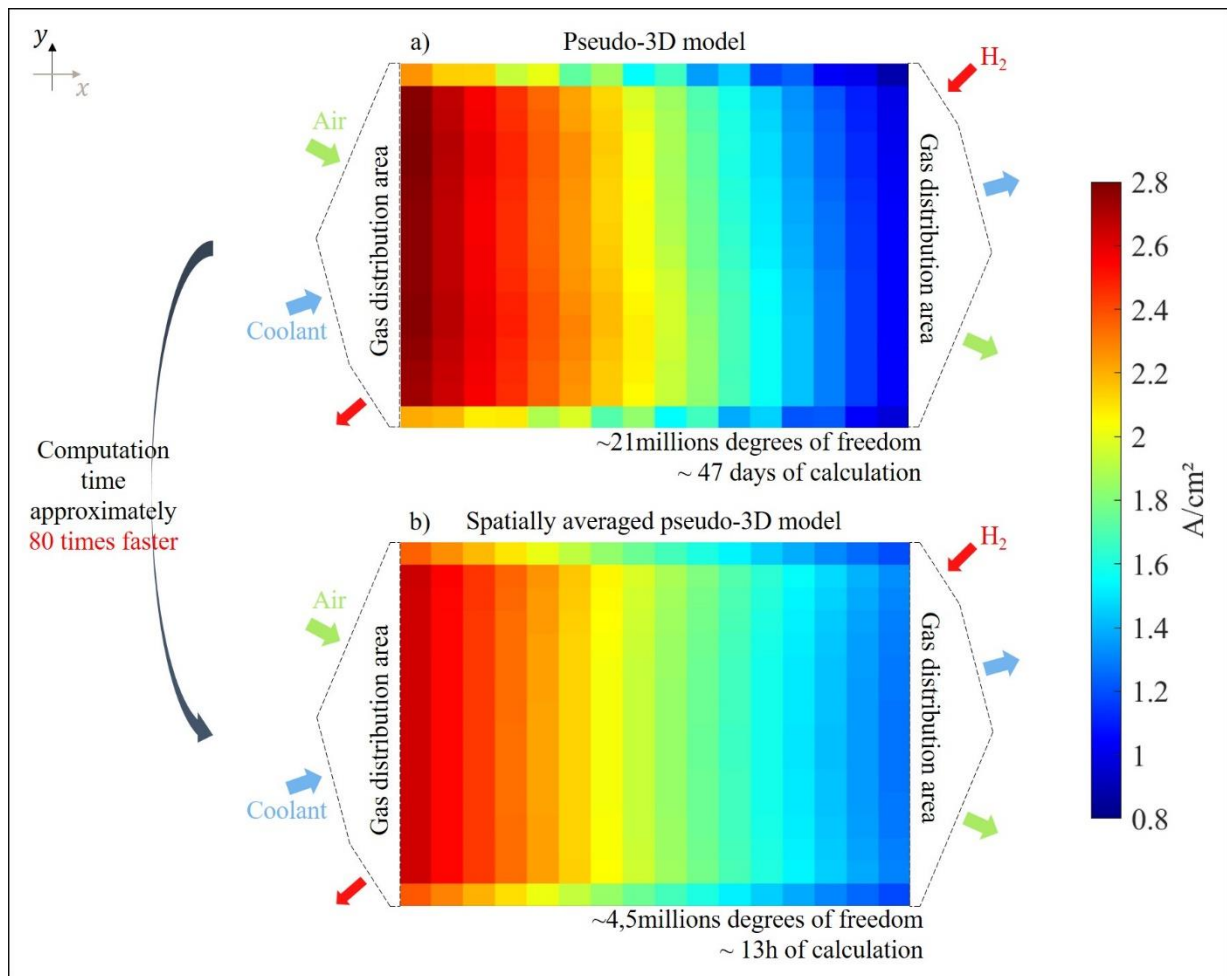 y
x
a)
Pseudo-3D model
H₂
Air
Gas distribution area
Gas distribution area
Coolant
~21millions degrees of freedom
~ 47 days of calculation
Computation
time
approximately
80 times faster
b)
Spatially averaged pseudo-3D model
H₂
Air
Gas distribution area
Gas distribution area
Coolant
~4,5millions degrees of freedom
~ 13h of calculation
2.8
2.6
2.4
2.2
2
1.8
1.6
1.4
1.2
1
0.8
A/cm²